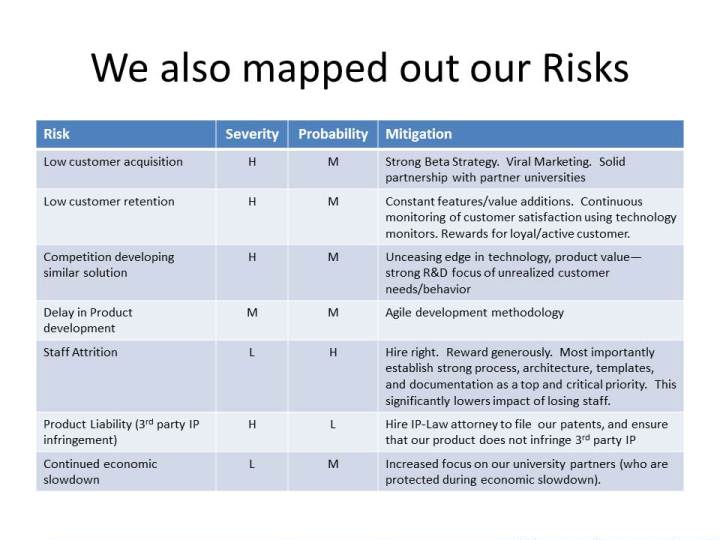 We also mapped out our Risks
Risk Severity Probability Mitigation
Low customer acquisition H M Strong Beta Strategy. Viral Marketing. Solid
partnership with partner universities
Low customer retention H M Constant features/value additions. Continuous
monitoring of customer satisfaction using technology
monitors. Rewards for loyal/active customer.
Competition developing H M Unceasing edge in technology, product value—
similar solution strong R&D focus of unrealized customer
needs/behavior
Delay in Product M M Agile development methodology
development
Staff Attrition L H Hire right. Reward generously. Most importantly
establish strong process, architecture, templates,
and documentation as a top and critical priority. This
significantly lowers impact of losing staff.
Product Liability (3rd party IP H L Hire IP-Law attorney to file our patents, and ensure
infringement) that our product does not infringe 3rd party IP
Continued economic L M Increased focus on our university partners (who are
slowdown protected during economic slowdown).